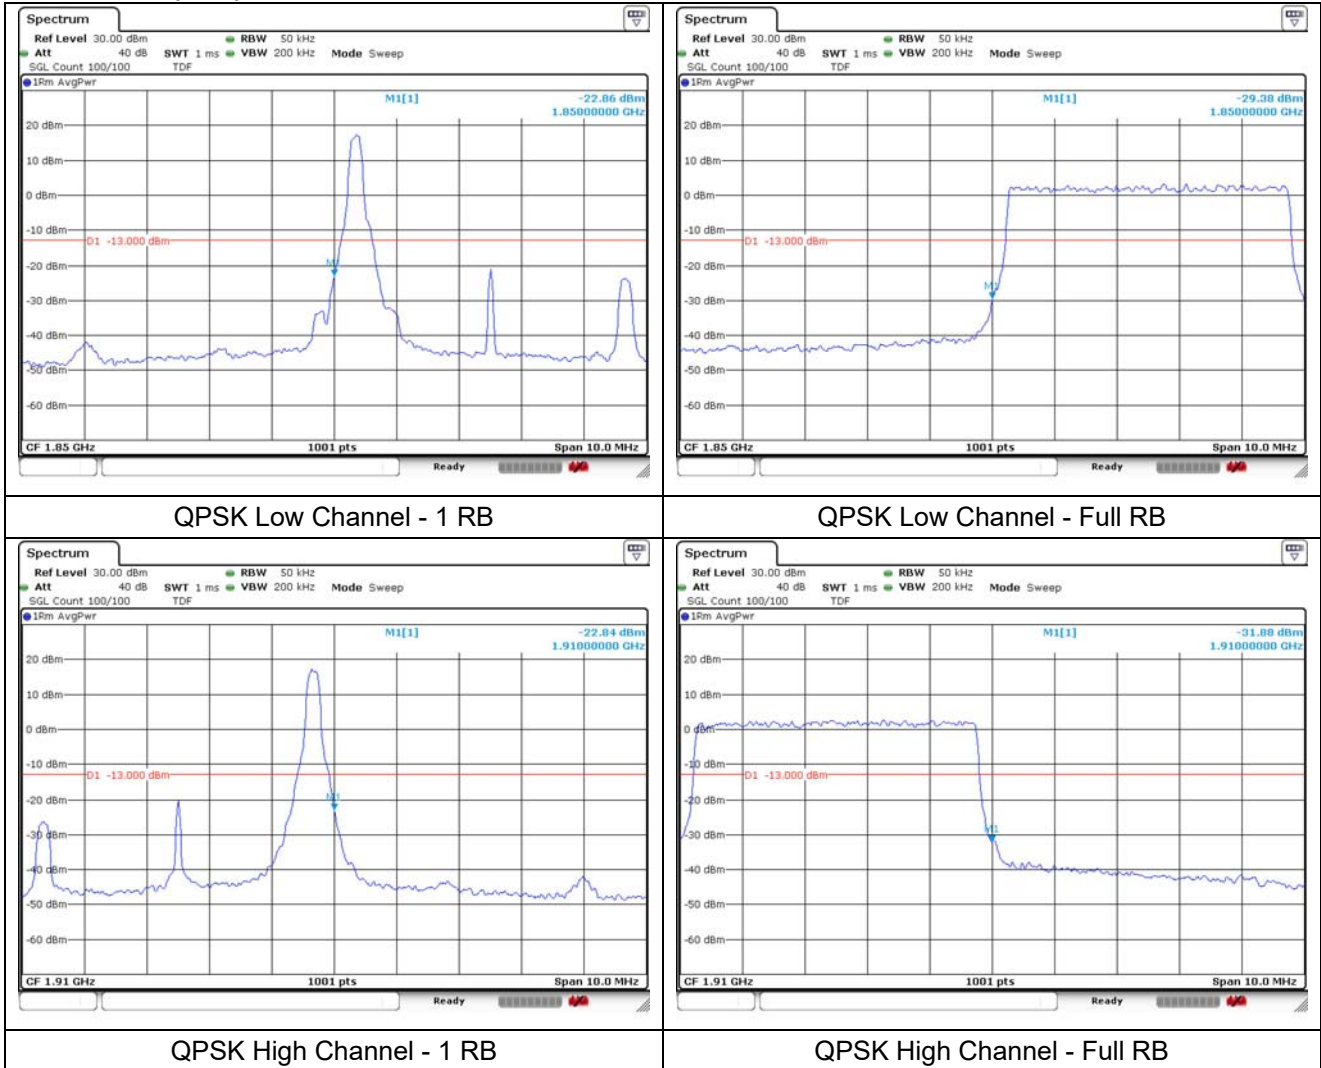 Spectrum
Ref Level 30.00 dBm RBW 50 kHz
Att 40 dB SWT 1 ms VBW 200 kHz Mode Sweep
SGL Count 100/100 TDF
1Rm AvgPwr
M1[1] -22.86 dBm
1.85000000 GHz
20 dBm
10 dBm
0 dBm
-10 dBm
D1 -13.000 dBm
M1
-20 dBm
-30 dBm
-40 dBm
-50 dBm
-60 dBm
CF 1.85 GHz 1001 pts Span 10.0 MHz
Ready
QPSK Low Channel - 1 RB
Spectrum
Ref Level 30.00 dBm RBW 50 kHz
Att 40 dB SWT 1 ms VBW 200 kHz Mode Sweep
SGL Count 100/100 TDF
1Rm AvgPwr
M1[1] -29.38 dBm
1.85000000 GHz
20 dBm
10 dBm
0 dBm
-10 dBm
D1 -13.000 dBm
-20 dBm
M1
-30 dBm
-40 dBm
-50 dBm
-60 dBm
CF 1.85 GHz 1001 pts Span 10.0 MHz
Ready
QPSK Low Channel - Full RB
Spectrum
Ref Level 30.00 dBm RBW 50 kHz
Att 40 dB SWT 1 ms VBW 200 kHz Mode Sweep
SGL Count 100/100 TDF
1Rm AvgPwr
M1[1] -22.84 dBm
1.91000000 GHz
20 dBm
10 dBm
0 dBm
-10 dBm
D1 -13.000 dBm
M1
-20 dBm
-30 dBm
-40 dBm
-50 dBm
-60 dBm
CF 1.91 GHz 1001 pts Span 10.0 MHz
Ready
QPSK High Channel - 1 RB
Spectrum
Ref Level 30.00 dBm RBW 50 kHz
Att 40 dB SWT 1 ms VBW 200 kHz Mode Sweep
SGL Count 100/100 TDF
1Rm AvgPwr
M1[1] -31.88 dBm
1.91000000 GHz
20 dBm
10 dBm
0 dBm
-10 dBm
D1 -13.000 dBm
-20 dBm
M1
-30 dBm
-40 dBm
-50 dBm
-60 dBm
CF 1.91 GHz 1001 pts Span 10.0 MHz
Ready
QPSK High Channel - Full RB